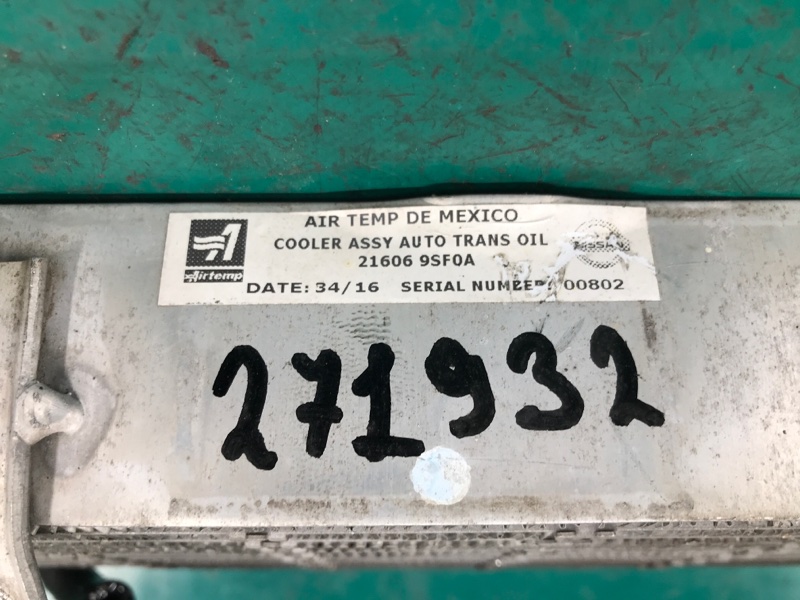 AIR TEMP DE MEXICO
COOLER ASSY AUTO TRANS OIL
21606 9SF0A
DATE: 34/16 SERIAL NUMBER: 00802
Airtemp
NISSAN
271932